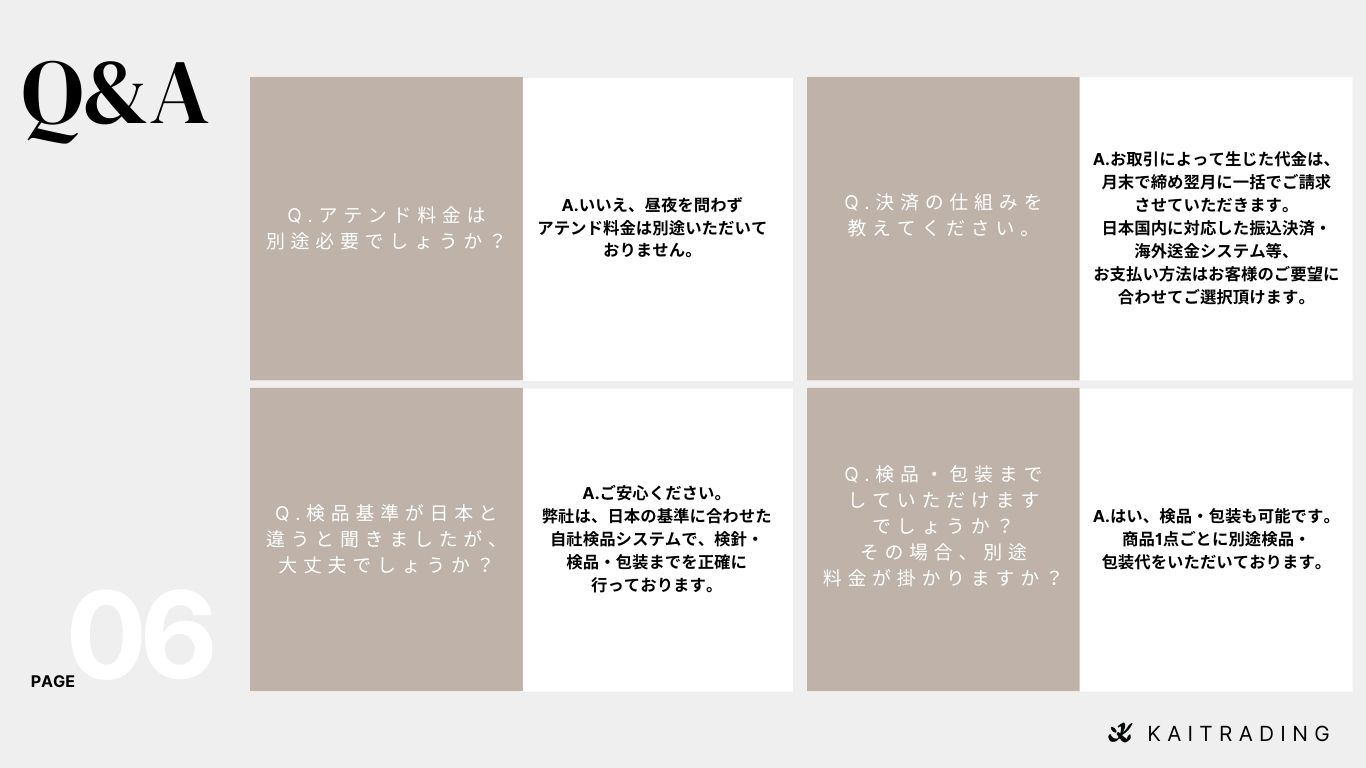 Q&A
Q.アテンド料金は
別途必要でしょうか？
A.いいえ、昼夜を問わず
アテンド料金は別途いただいて
おりません。
Q.決済の仕組みを
教えてください。
A.お取引によって生じた代金は、
月末で締め翌月に一括でご請求
させていただきます。
日本国内に対応した振込決済・
海外送金システム等、
お支払い方法はお客様のご要望に
合わせてご選択頂けます。
Q.検品基準が日本と
違うと聞きましたが、
大丈夫でしょうか？
A.ご安心ください。
弊社は、日本の基準に合わせた
自社検品システムで、検針・
検品・包装までを正確に
行っております。
Q.検品・包装まで
していただけます
でしょうか？
その場合、別途
料金が掛かりますか？
A.はい、検品・包装も可能です。
商品1点ごとに別途検品・
包装代をいただいております。
06
PAGE
KAITRADING